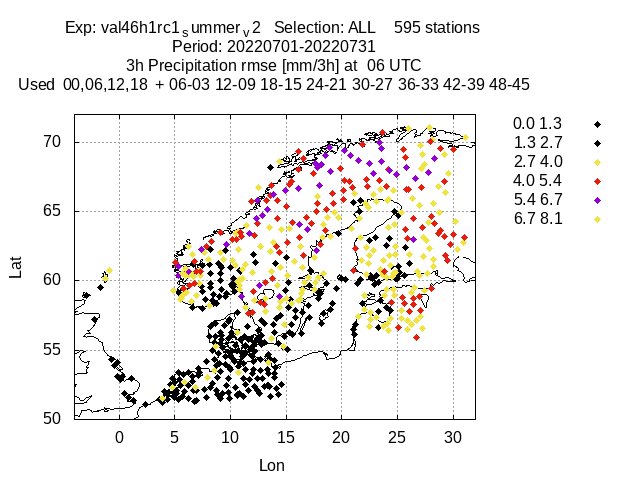 Exp: val46h1rc1summerv2 Selection: ALL 595 stations
Period: 20220701-20220731
3h Precipitation rmse [mm/3h] at 06 UTC
Used 00,06,12,18 + 06-03 12-09 18-15 24-21 30-27 36-33 42-39 48-45
0.0 1.3
1.3 2.7
2.7 4.0
4.0 5.4
5.4 6.7
6.7 8.1
70
65
60
55
50
Lat
0 5 10 15 20 25 30
Lon